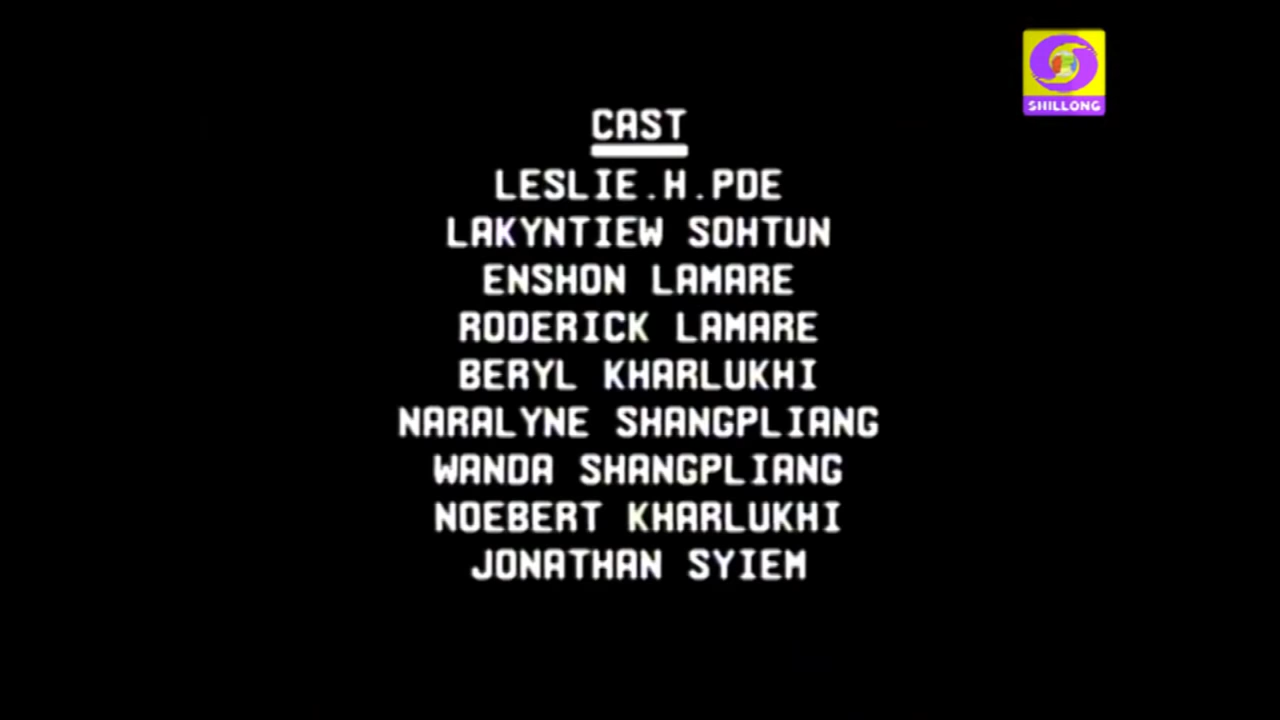 SHILLONG
CAST
LESLIE.H.PDE
LAKYNTIEW SOHTUN
ENSHON LAMARE
RODERICK LAMARE
BERYL KHARLUKHI
NARALYNE SHANGPLIANG
WANDA SHANGPLIANG
NOEBERT KHARLUKHI
JONATHAN SYIEM